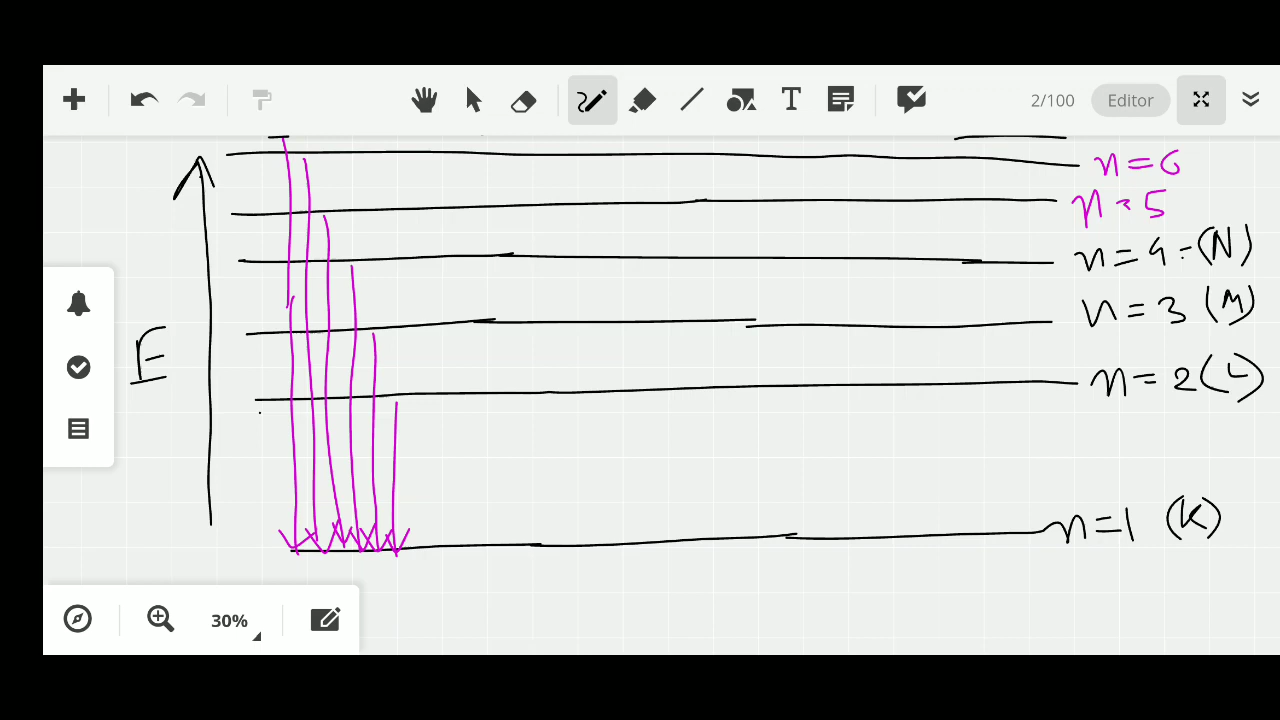 2/100 Editor
n=6
n=5
n=4-(N)
n=3 (M)
E
n=2(L)
n=1 (K)
30%